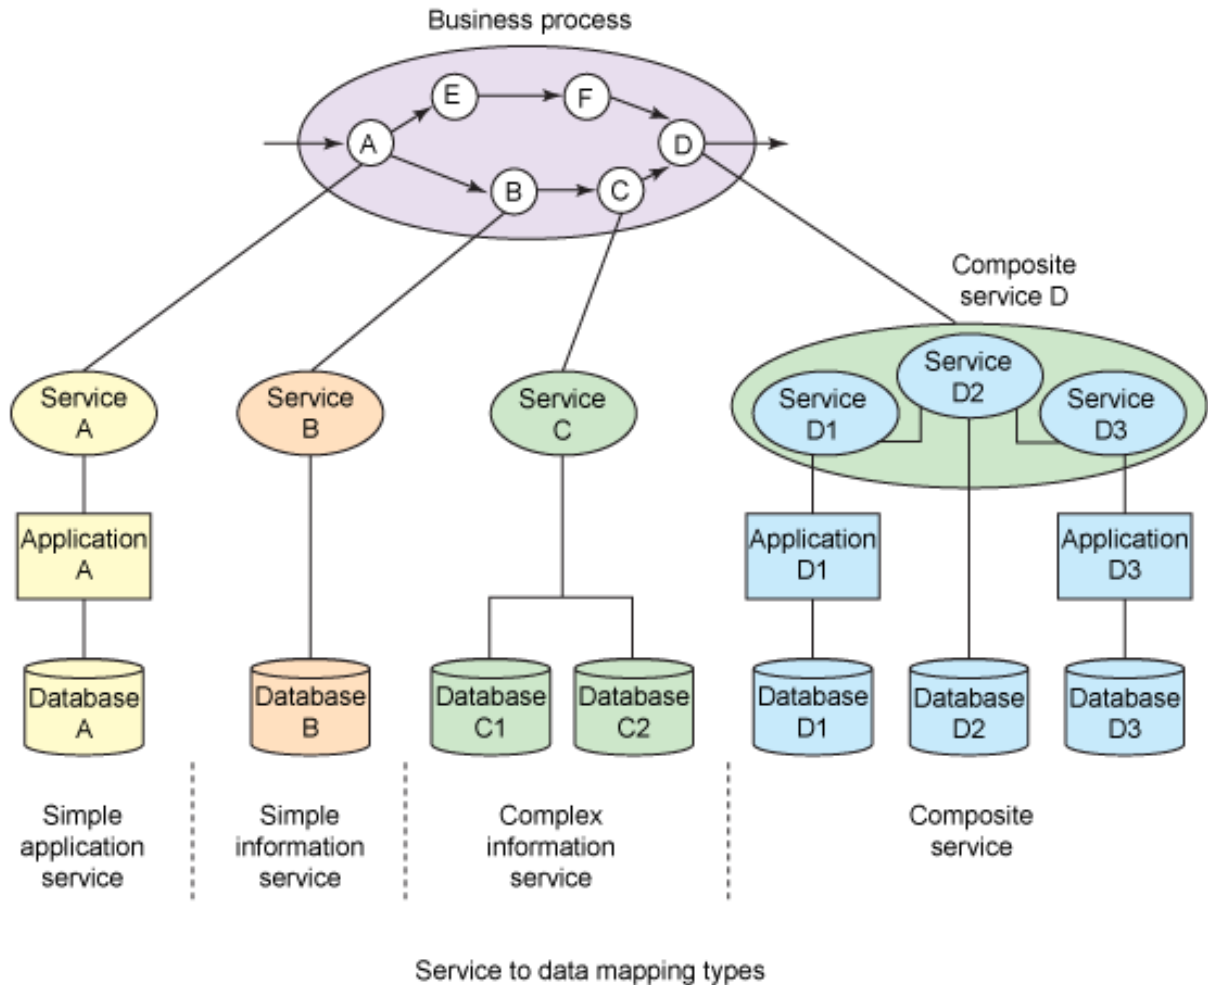 Business process
E
F
A
D
B
C
Composite
service D
Service
A
Service
B
Service
C
Service
D1
Service
D2
Service
D3
Application
A
Application
D1
Application
D3
Database
A
Database
B
Database
C1
Database
C2
Database
D1
Database
D2
Database
D3
Simple
application
service
Simple
information
service
Complex
information
service
Composite
service
Service to data mapping types